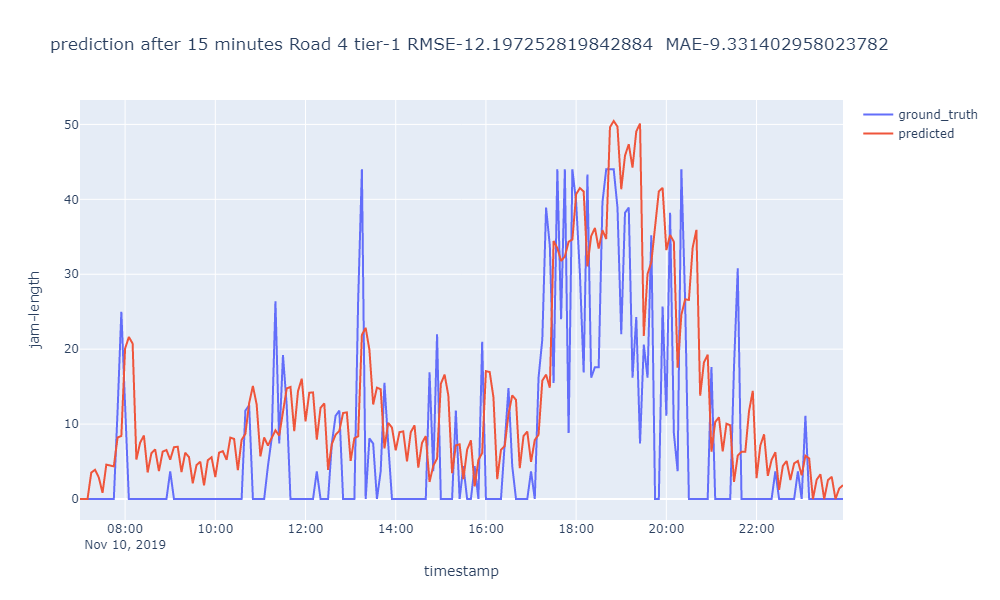 prediction after 15 minutes Road 4 tier-1 RMSE-12.197252819842884  MAE-9.331402958023782
ground_truth
predicted
50
40
30
20
10
0
jam-length
08:00 10:00 12:00 14:00 16:00 18:00 20:00 22:00
Nov 10, 2019
timestamp